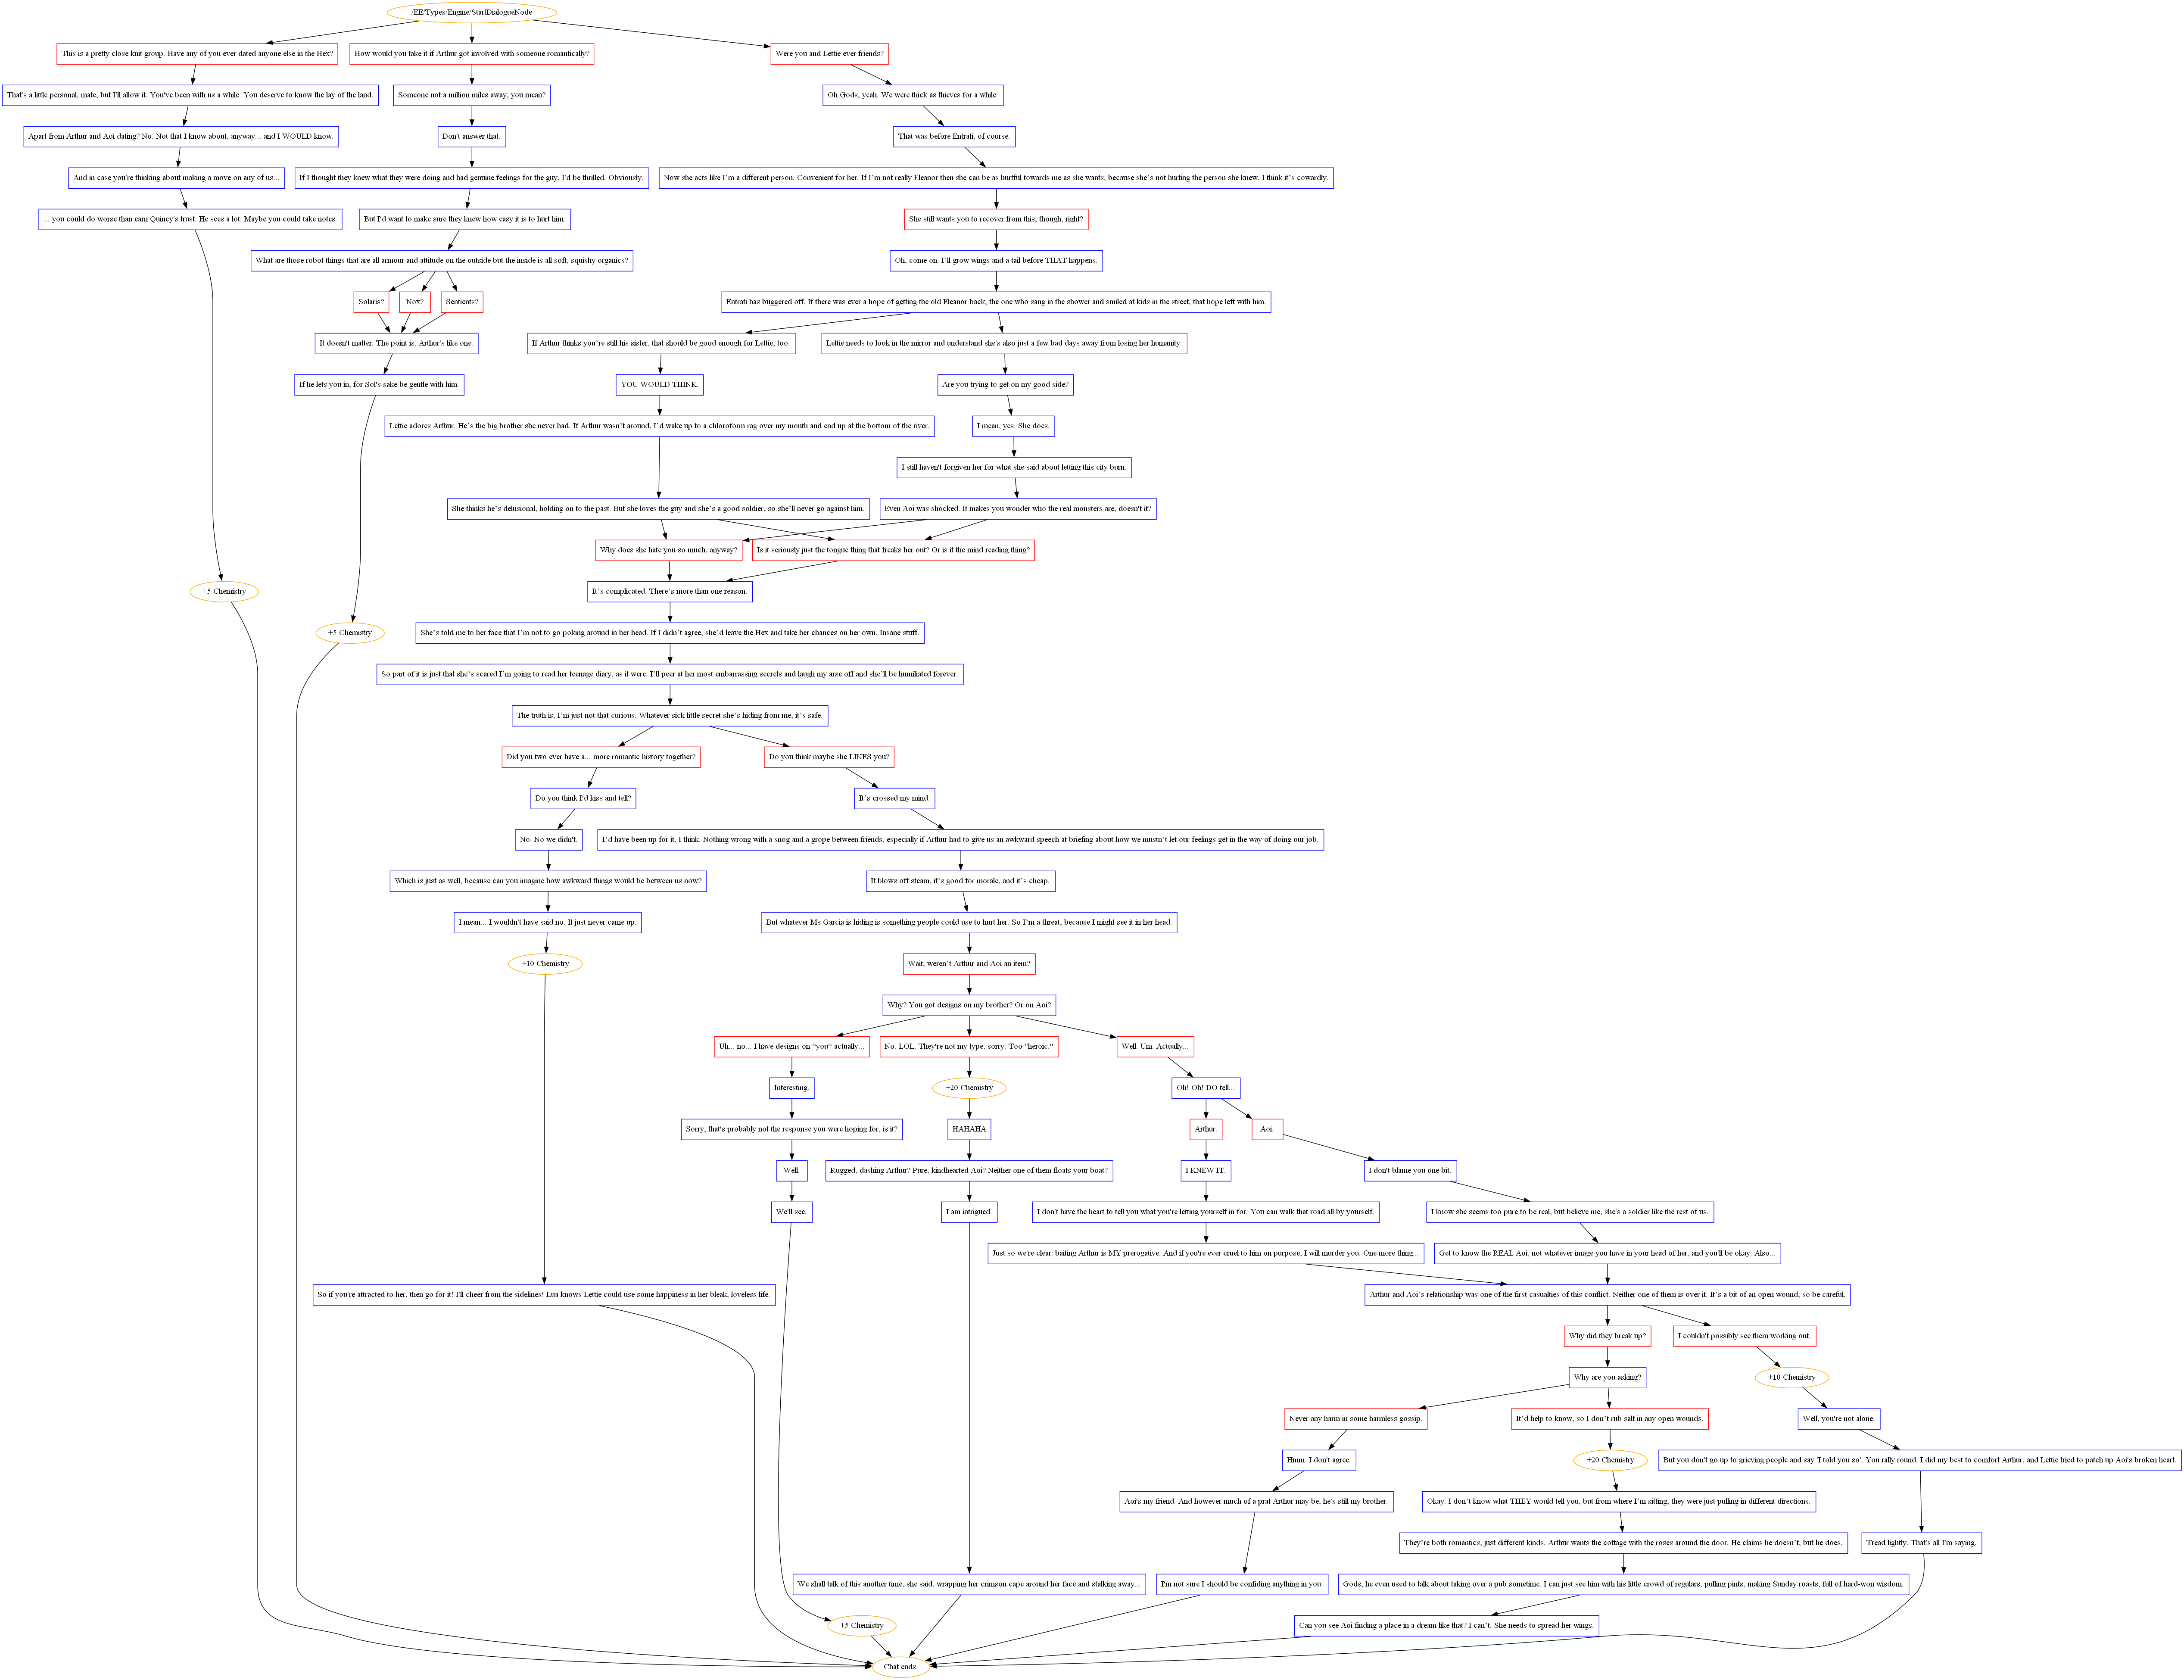 /EE/Types/Engine/StartDialogueNode
This is a pretty close knit group. Have any of you ever dated anyone else in the Hex?
How would you take it if Arthur got involved with someone romantically?
Were you and Lettie ever friends?
That's a little personal, mate, but I'll allow it. You've been with us a while. You deserve to know the lay of the land.
Someone not a million miles away, you mean?
Oh Gods, yeah. We were thick as thieves for a while.
Apart from Arthur and Aoi dating? No. Not that I know about, anyway... and I WOULD know.
Don't answer that.
That was before Entrati, of course.
And in case you're thinking about making a move on any of us...
If I thought they knew what they were doing and had genuine feelings for the guy, I'd be thrilled. Obviously.
Now she acts like I’m a different person. Convenient for her. If I’m not really Eleanor then she can be as hurtful towards me as she wants, because she’s not hurting the person she knew. I think it’s cowardly.
... you could do worse than earn Quincy's trust. He sees a lot. Maybe you could take notes.
But I'd want to make sure they knew how easy it is to hurt him.
She still wants you to recover from this, though, right?
What are those robot things that are all armour and attitude on the outside but the inside is all soft, squishy organics?
Oh, come on. I’ll grow wings and a tail before THAT happens.
Solaris?
Nox?
Sentients?
Entrati has buggered off. If there was ever a hope of getting the old Eleanor back, the one who sang in the shower and smiled at kids in the street, that hope left with him.
It doesn't matter. The point is, Arthur's like one.
If Arthur thinks you’re still his sister, that should be good enough for Lettie, too.
Lettie needs to look in the mirror and understand she's also just a few bad days away from losing her humanity.
If he lets you in, for Sol's sake be gentle with him.
YOU WOULD THINK.
Are you trying to get on my good side?
Lettie adores Arthur. He’s the big brother she never had. If Arthur wasn’t around, I’d wake up to a chloroform rag over my mouth and end up at the bottom of the river.
I mean, yes. She does.
I still haven't forgiven her for what she said about letting this city burn.
She thinks he’s delusional, holding on to the past. But she loves the guy and she’s a good soldier, so she’ll never go against him.
Even Aoi was shocked. It makes you wonder who the real monsters are, doesn't it?
Why does she hate you so much, anyway?
Is it seriously just the tongue thing that freaks her out? Or is it the mind reading thing?
+5 Chemistry
It’s complicated. There’s more than one reason.
+5 Chemistry
She’s told me to her face that I’m not to go poking around in her head. If I didn’t agree, she’d leave the Hex and take her chances on her own. Insane stuff.
So part of it is just that she’s scared I’m going to read her teenage diary, as it were. I’ll peer at her most embarrassing secrets and laugh my arse off and she’ll be humiliated forever.
The truth is, I’m just not that curious. Whatever sick little secret she’s hiding from me, it’s safe.
Did you two ever have a... more romantic history together?
Do you think maybe she LIKES you?
Do you think I'd kiss and tell?
It’s crossed my mind.
No. No we didn't.
I’d have been up for it, I think. Nothing wrong with a snog and a grope between friends, especially if Arthur had to give us an awkward speech at briefing about how we mustn’t let our feelings get in the way of doing our job.
Which is just as well, because can you imagine how awkward things would be between us now?
It blows off steam, it’s good for morale, and it’s cheap.
I mean... I wouldn't have said no. It just never came up.
But whatever Ms Garcia is hiding is something people could use to hurt her. So I’m a threat, because I might see it in her head.
+10 Chemistry
Wait, weren’t Arthur and Aoi an item?
Why? You got designs on my brother? Or on Aoi?
Uh... no... I have designs on *you* actually...
No. LOL. They're not my type, sorry. Too "heroic."
Well. Um. Actually...
Interesting.
+20 Chemistry
Oh! Oh! DO tell...
Sorry, that's probably not the response you were hoping for, is it?
HAHAHA
Arthur.
Aoi.
Well.
Rugged, dashing Arthur? Pure, kindhearted Aoi? Neither one of them floats your boat?
I KNEW IT.
I don't blame you one bit.
We'll see.
I am intrigued.
I don't have the heart to tell you what you're letting yourself in for. You can walk that road all by yourself.
I know she seems too pure to be real, but believe me, she's a soldier like the rest of us.
Just so we're clear: baiting Arthur is MY prerogative. And if you're ever cruel to him on purpose, I will murder you. One more thing...
Get to know the REAL Aoi, not whatever image you have in your head of her, and you'll be okay. Also...
So if you're attracted to her, then go for it! I'll cheer from the sidelines! Lua knows Lettie could use some happiness in her bleak, loveless life.
Arthur and Aoi’s relationship was one of the first casualties of this conflict. Neither one of them is over it. It’s a bit of an open wound, so be careful.
Why did they break up?
I couldn't possibly see them working out.
Why are you asking?
+10 Chemistry
Never any harm in some harmless gossip.
It’d help to know, so I don’t rub salt in any open wounds.
Well, you're not alone.
Hmm. I don't agree.
+20 Chemistry
But you don't go up to grieving people and say 'I told you so'. You rally round. I did my best to comfort Arthur, and Lettie tried to patch up Aoi's broken heart.
Aoi's my friend. And however much of a prat Arthur may be, he's still my brother.
Okay. I don’t know what THEY would tell you, but from where I’m sitting, they were just pulling in different directions.
They’re both romantics, just different kinds. Arthur wants the cottage with the roses around the door. He claims he doesn’t, but he does.
Tread lightly. That's all I'm saying.
We shall talk of this another time, she said, wrapping her crimson cape around her face and stalking away...
I'm not sure I should be confiding anything in you.
Gods, he even used to talk about taking over a pub sometime. I can just see him with his little crowd of regulars, pulling pints, making Sunday roasts, full of hard-won wisdom.
+5 Chemistry
Can you see Aoi finding a place in a dream like that? I can’t. She needs to spread her wings.
Chat ends.